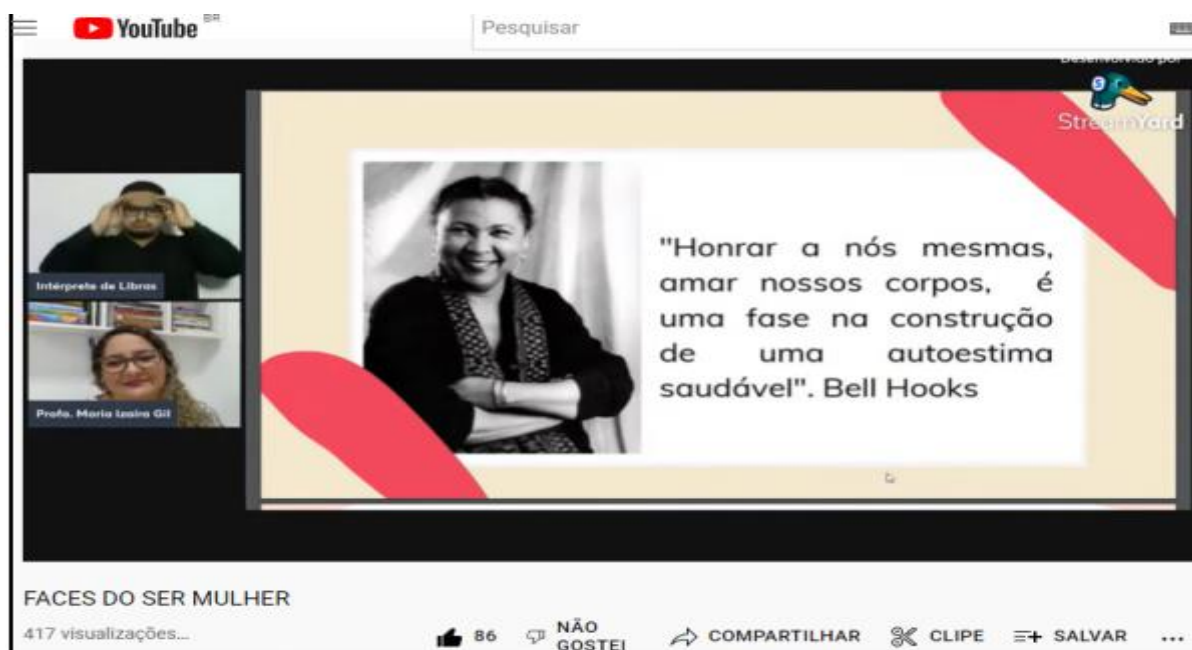 YouTube BR
Pesquisar
Desenvolvido por
StreamYard
Intérprete de Libras
Profa. Maria Izaira Gil
"Honrar a nós mesmas,
amar nossos corpos, é
uma fase na construção
de uma autoestima
saudável". Bell Hooks
FACES DO SER MULHER
417 visualizações...
86
NÃO
GOSTEI
COMPARTILHAR
CLIPE
SALVAR
...